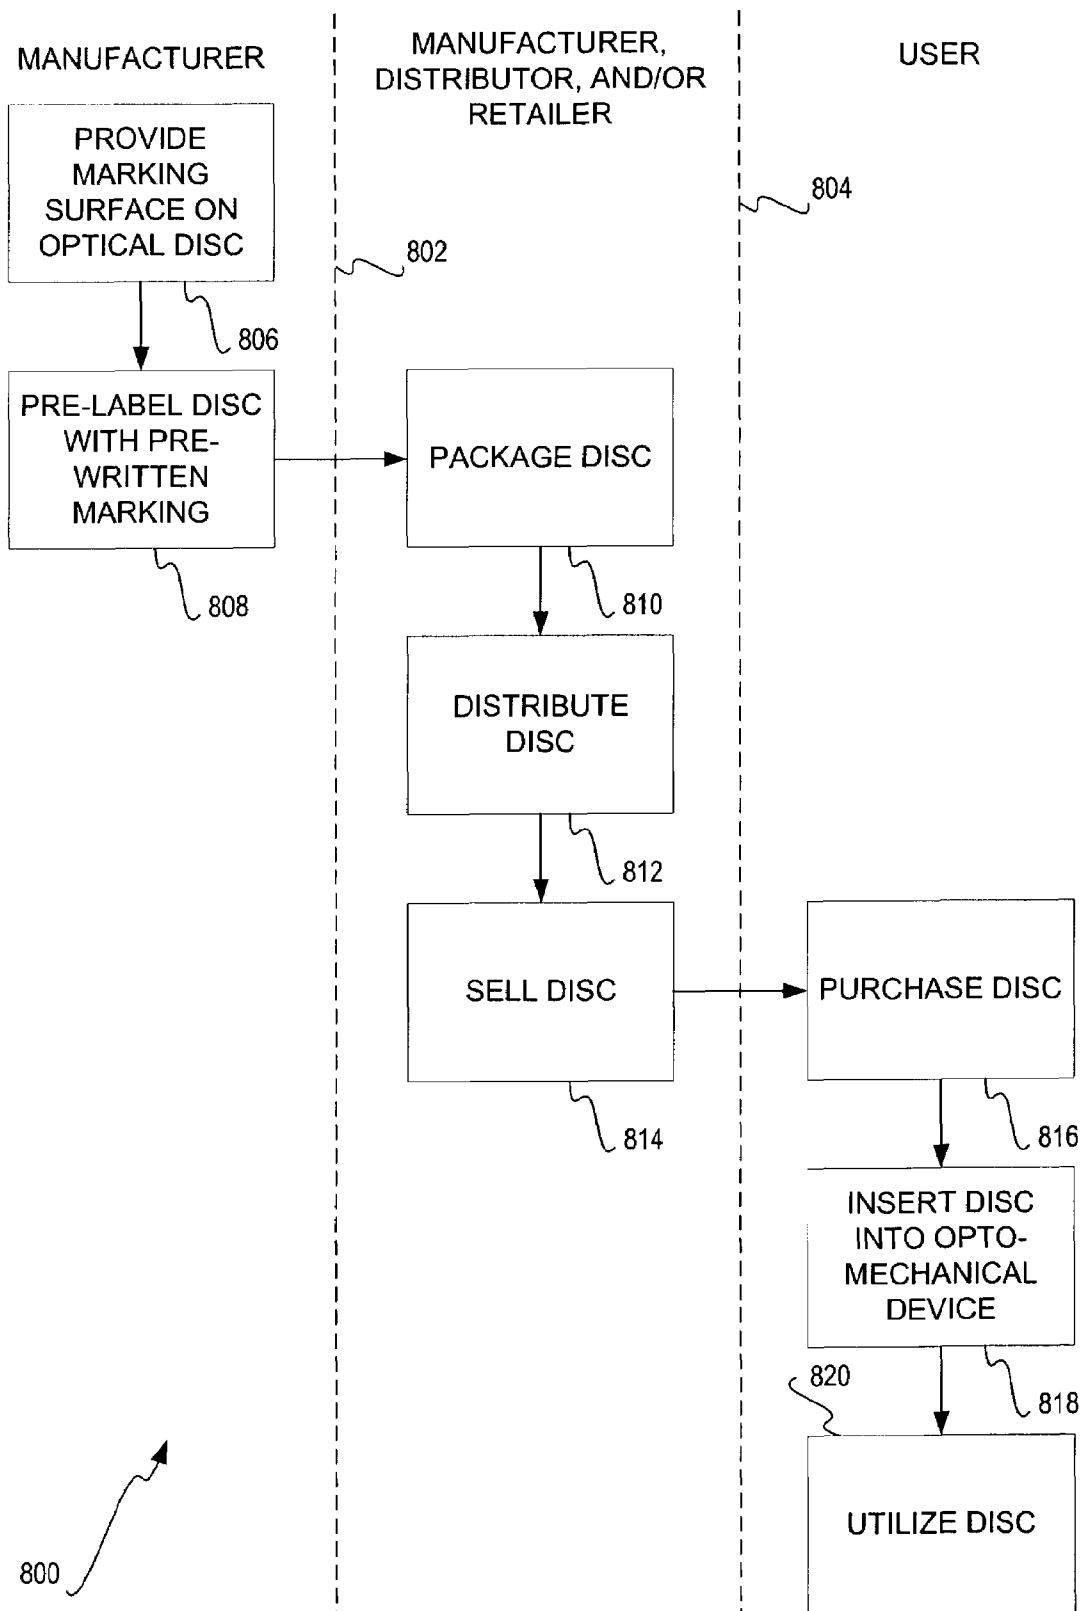 MANUFACTURER
MANUFACTURER,
DISTRIBUTOR, AND/OR
RETAILER
USER
PROVIDE
MARKING
SURFACE ON
OPTICAL DISC
804
802
806
PRE-LABEL DISC
WITH PRE-
WRITTEN
MARKING
PACKAGE DISC
808
810
DISTRIBUTE
DISC
812
SELL DISC
PURCHASE DISC
814
816
INSERT DISC
INTO OPTO-
MECHANICAL
DEVICE
820
818
UTILIZE DISC
800